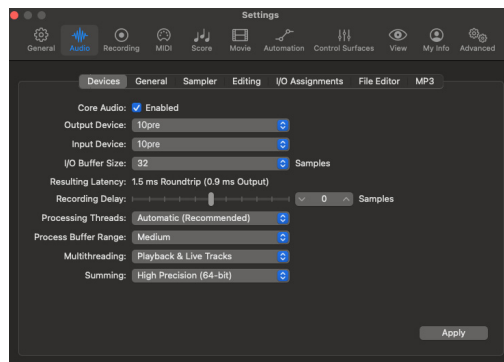 Settings
General Audio Recording MIDI Score Movie Automation Control Surfaces View My Info Advanced
Devices General Sampler Editing I/O Assignments File Editor MP3
Core Audio: Enabled
Output Device: 10pre
Input Device: 10pre
I/O Buffer Size: 32 Samples
Resulting Latency: 1.5 ms Roundtrip (0.9 ms Output)
Recording Delay: 0 Samples
Processing Threads: Automatic (Recommended)
Process Buffer Range: Medium
Multithreading: Playback & Live Tracks
Summing: High Precision (64-bit)
Apply